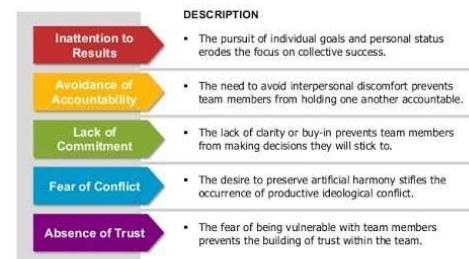 DESCRIPTION
Inattention to
Results
▪ The pursuit of individual goals and personal status
erodes the focus on collective success.
Avoidance of
Accountability
▪ The need to avoid interpersonal discomfort prevents
team members from holding one another accountable.
Lack of
Commitment
▪ The lack of clarity or buy-in prevents team members
from making decisions they will stick to.
Fear of Conflict
▪ The desire to preserve artificial harmony stifles the
occurrence of productive ideological conflict.
Absence of Trust
▪ The fear of being vulnerable with team members
prevents the building of trust within the team.